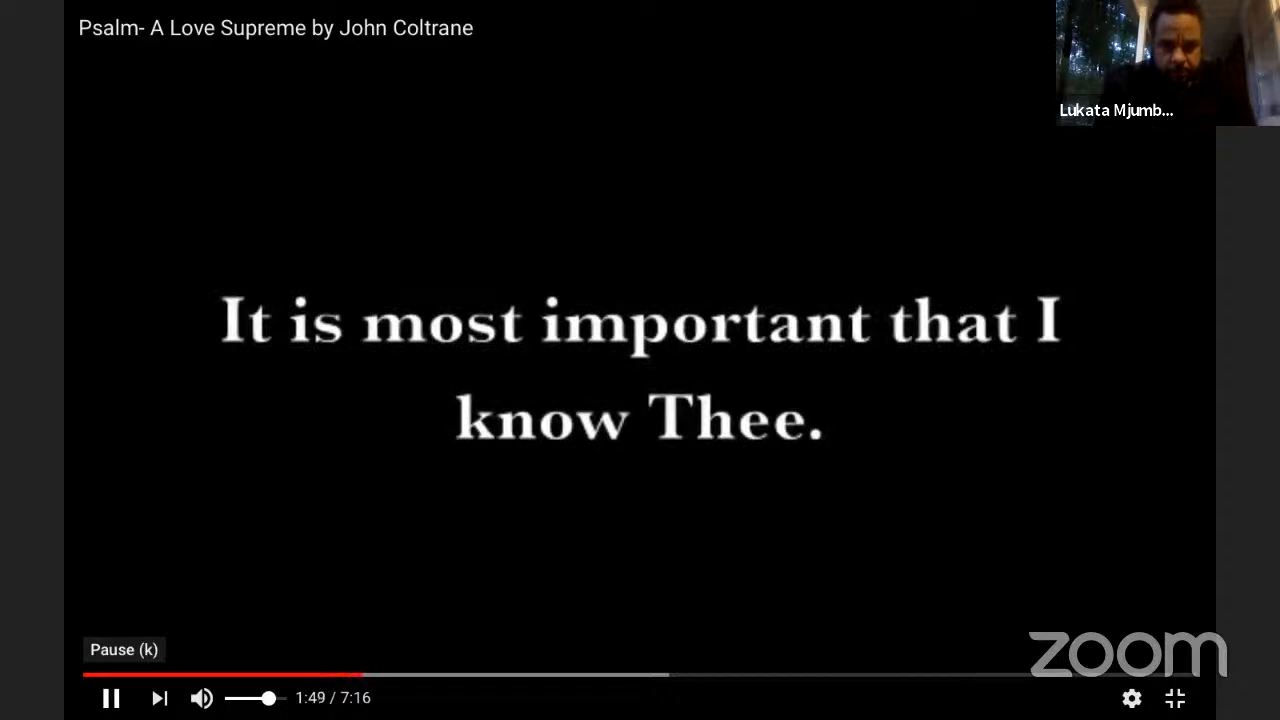 Psalm- A Love Supreme by John Coltrane
Lukata Mjumb...
It is most important that I
know Thee.
Pause (k)
zoom
1:49 / 7:16